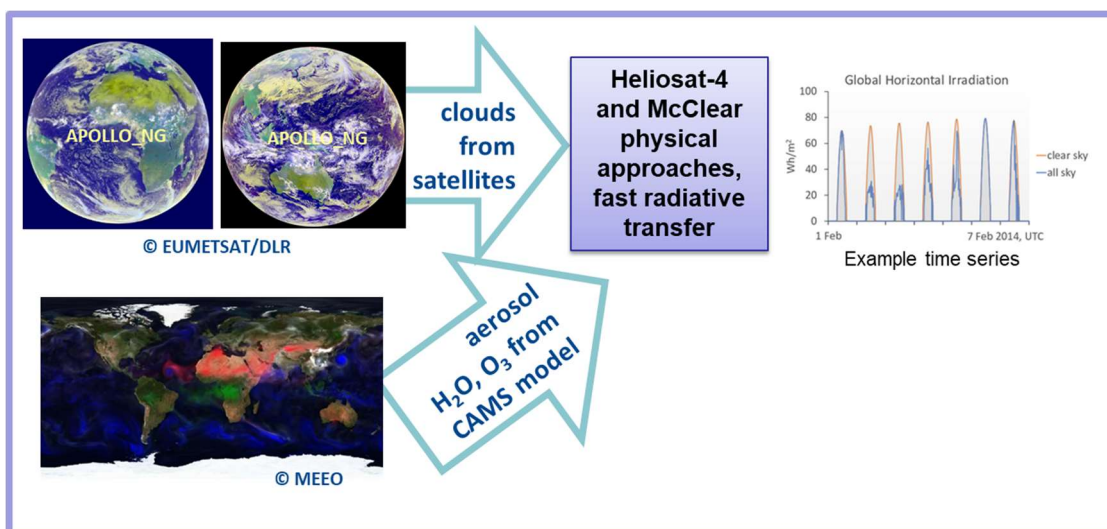 APOLLO_NG
APOLLO_NG
© EUMETSAT/DLR
clouds
from
satellites
© MEEO
aerosol
H₂O, O₃ from
CAMS model
Heliosat-4
and McClear
physical
approaches,
fast radiative
transfer
Global Horizontal Irradiation
Wh/m²
100
80
60
40
20
0
clear sky
all sky
1 Feb
7 Feb 2014, UTC
Example time series